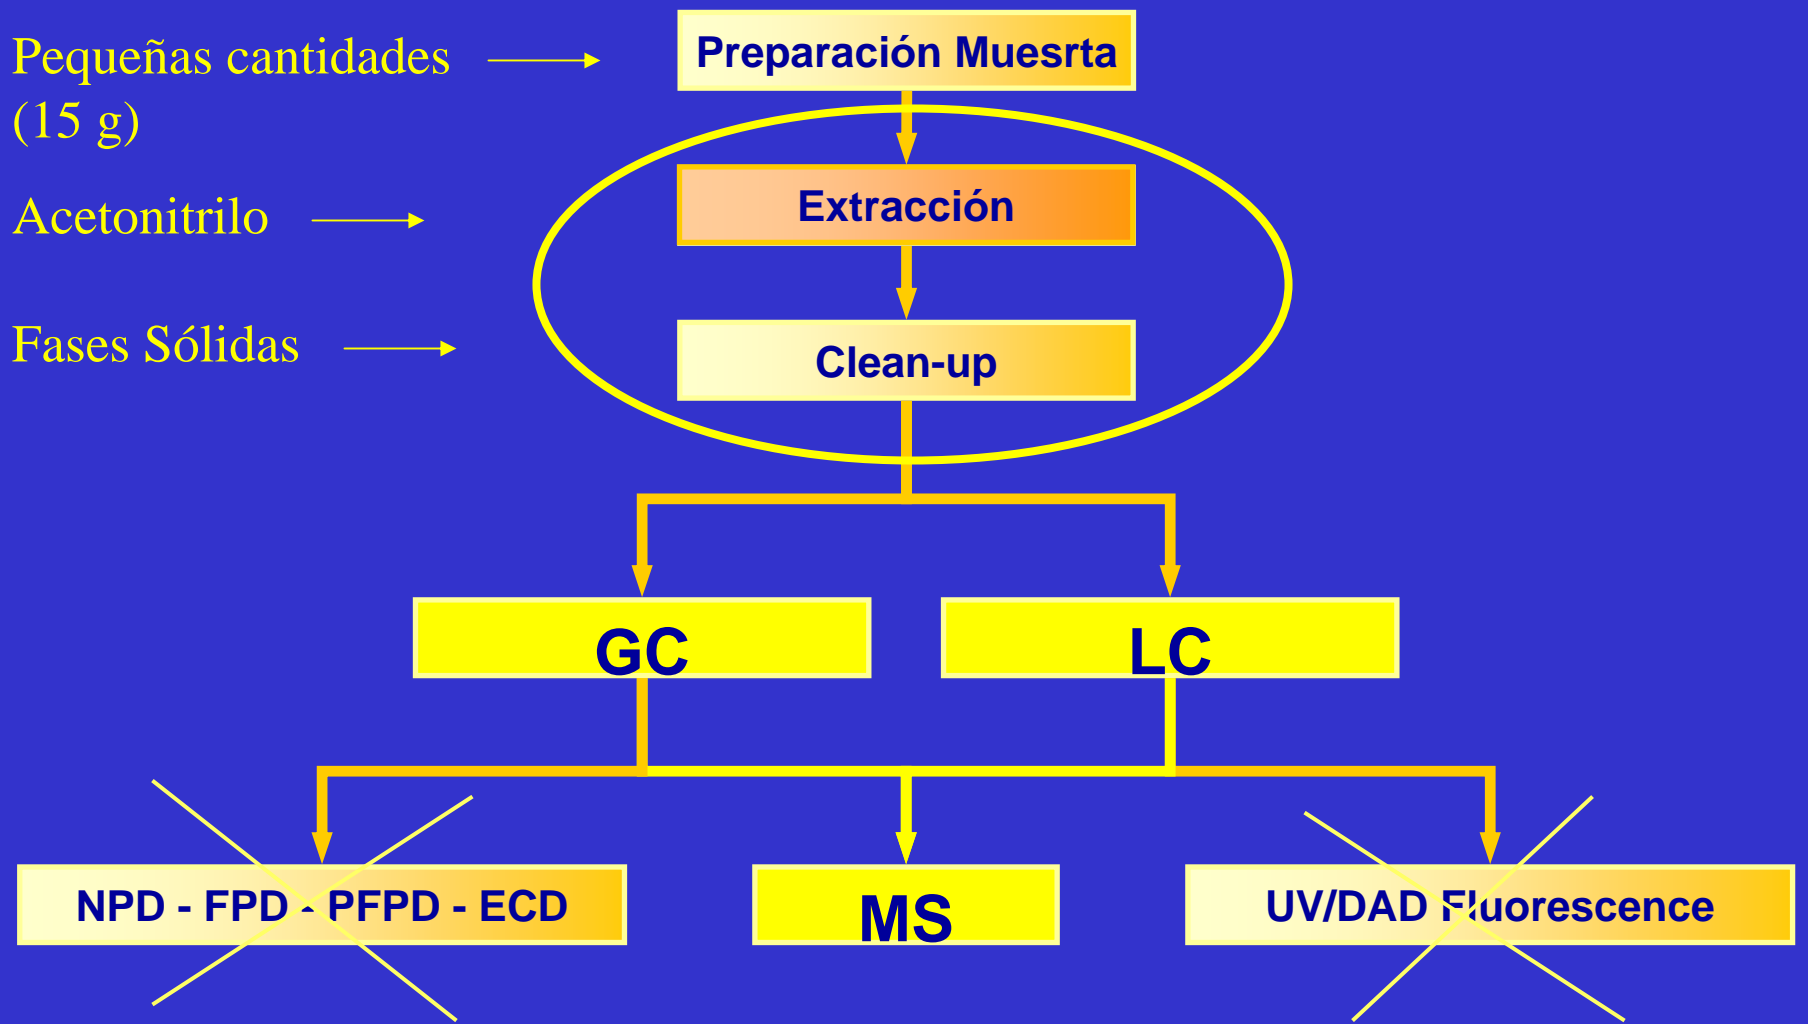 Pequeñas cantidades
(15 g)
Preparación Muesrta
Acetonitrilo
Extracción
Fases Sólidas
Clean-up
GC
LC
NPD - FPD - PFPD - ECD
MS
UV/DAD Fluorescence